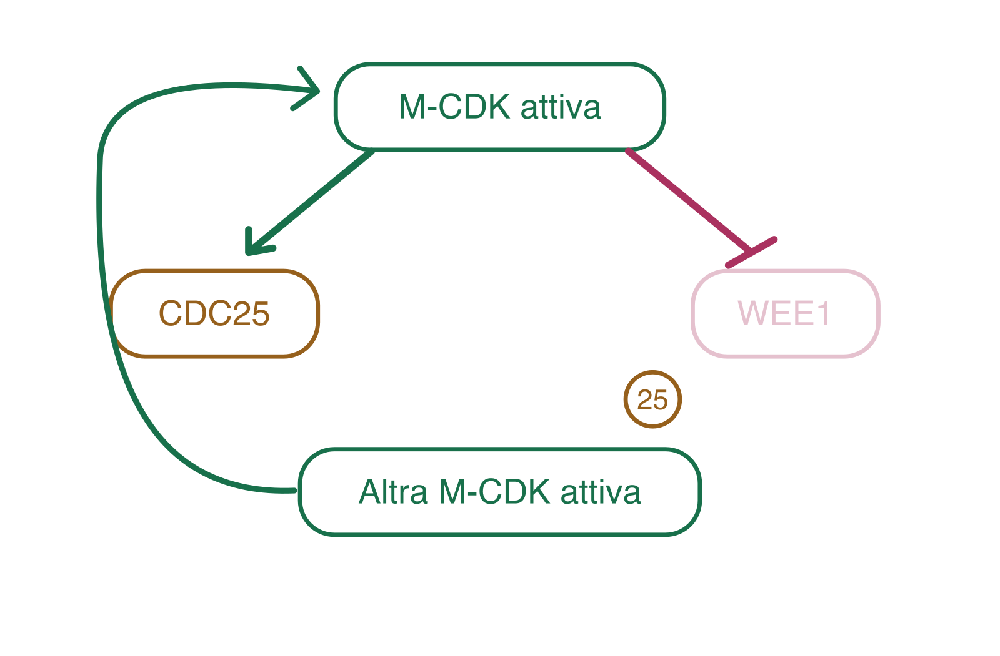 M-CDK attiva
CDC25
WEE1
25
Altra M-CDK attiva